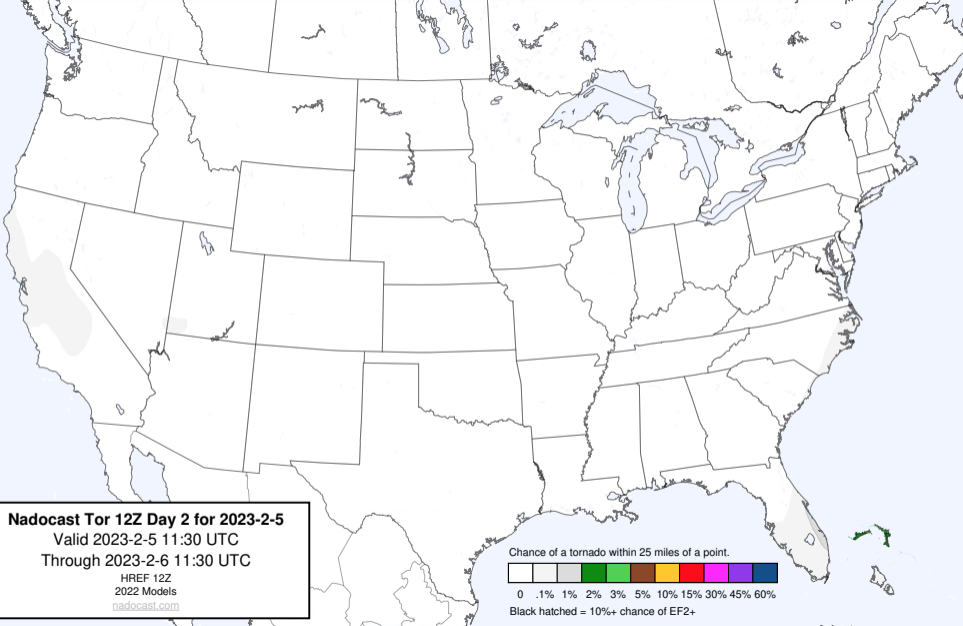 Nadocast Tor 12Z Day 2 for 2023-2-5
Valid 2023-2-5 11:30 UTC
Through 2023-2-6 11:30 UTC
HREF 12Z
2022 Models
nadocast.com
Chance of a tornado within 25 miles of a point.
0 .1% 1% 2% 3% 5% 10% 15% 30% 45% 60%
Black hatched = 10%+ chance of EF2+